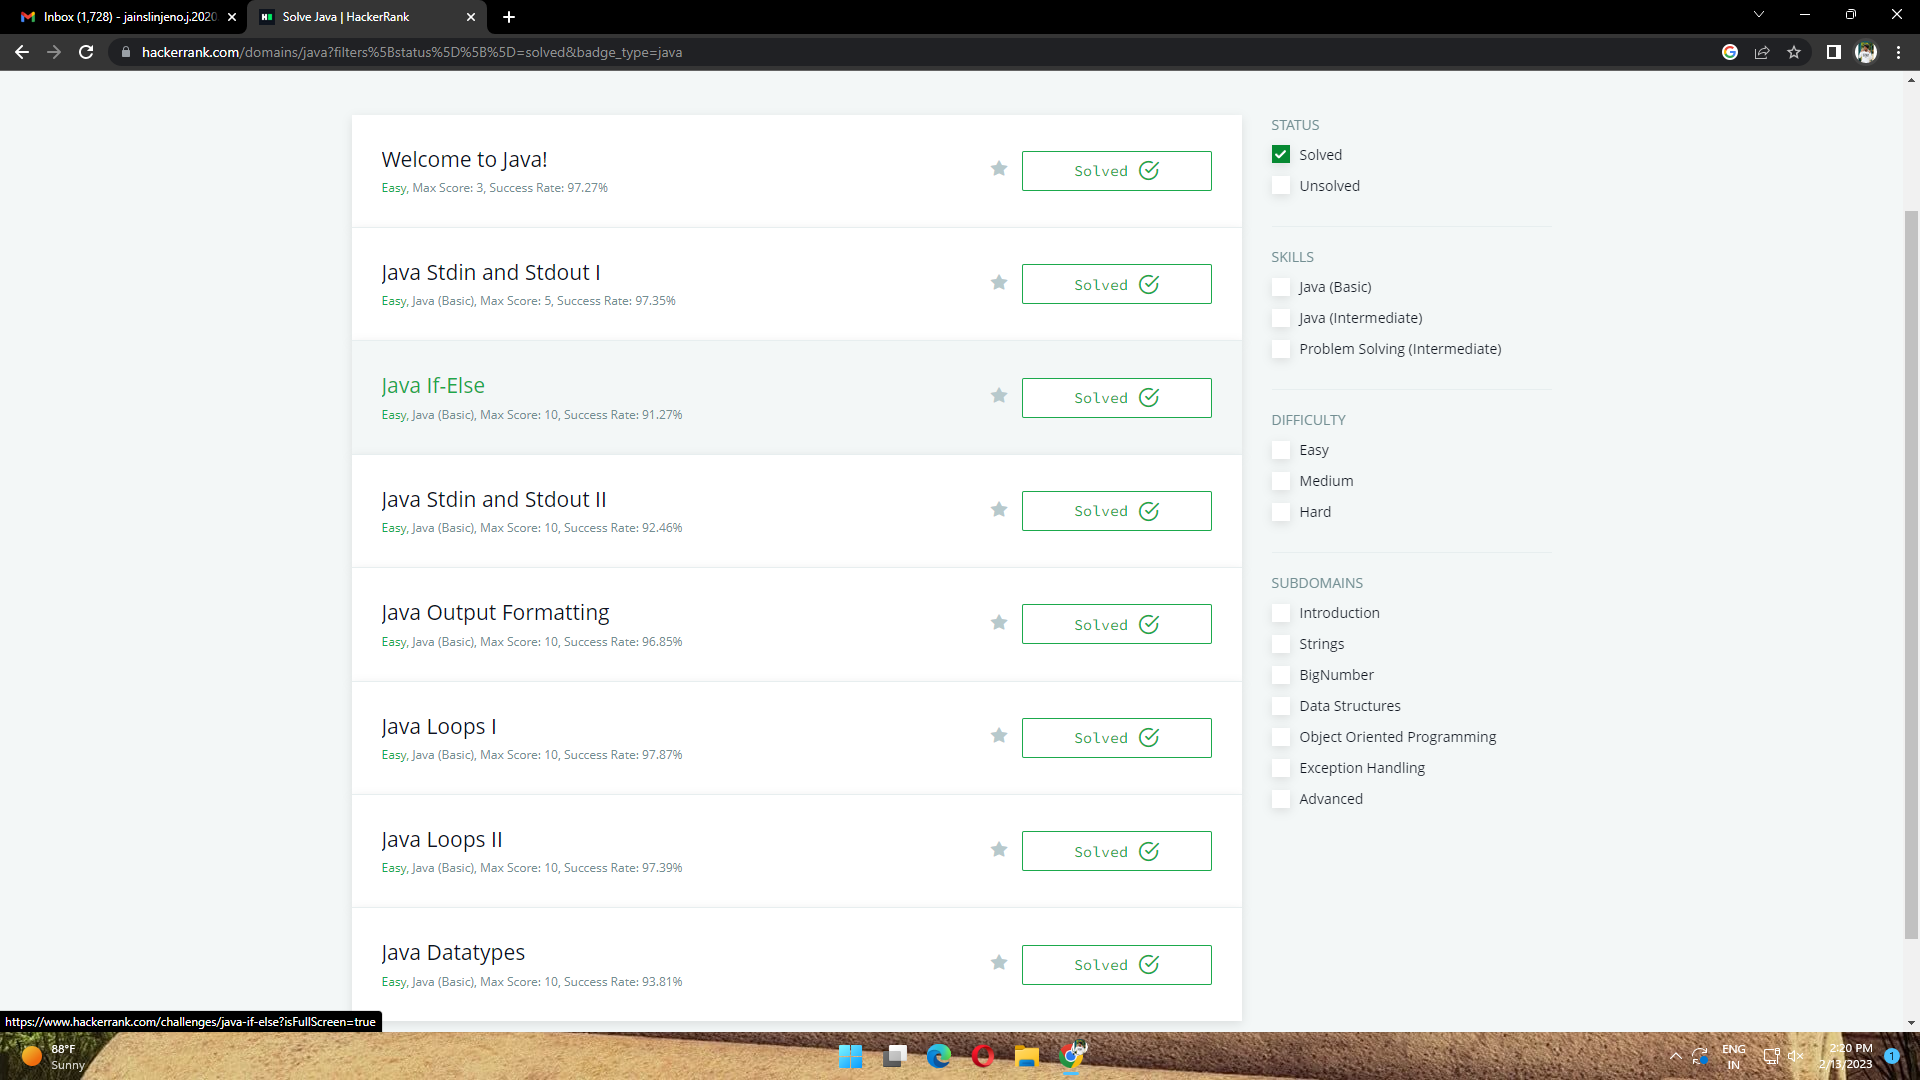 Inbox (1,728) - jainslinjeno.j.2020
Solve Java | HackerRank
hackerrank.com/domains/java?filters%5Bstatus%5D%5B%5D=solved&badge_type=java
Welcome to Java!
Easy, Max Score: 3, Success Rate: 97.27%
Solved
Java Stdin and Stdout I
Easy, Java (Basic), Max Score: 5, Success Rate: 97.35%
Solved
Java If-Else
Easy, Java (Basic), Max Score: 10, Success Rate: 91.27%
Solved
Java Stdin and Stdout II
Easy, Java (Basic), Max Score: 10, Success Rate: 92.46%
Solved
Java Output Formatting
Easy, Java (Basic), Max Score: 10, Success Rate: 96.85%
Solved
Java Loops I
Easy, Java (Basic), Max Score: 10, Success Rate: 97.87%
Solved
Java Loops II
Easy, Java (Basic), Max Score: 10, Success Rate: 97.39%
Solved
Java Datatypes
Easy, Java (Basic), Max Score: 10, Success Rate: 93.81%
Solved
STATUS
Solved
Unsolved
SKILLS
Java (Basic)
Java (Intermediate)
Problem Solving (Intermediate)
DIFFICULTY
Easy
Medium
Hard
SUBDOMAINS
Introduction
Strings
BigNumber
Data Structures
Object Oriented Programming
Exception Handling
Advanced
https://www.hackerrank.com/challenges/java-if-else?isFullScreen=true
88°F
Sunny
ENG
IN
2:20 PM
2/13/2023
1